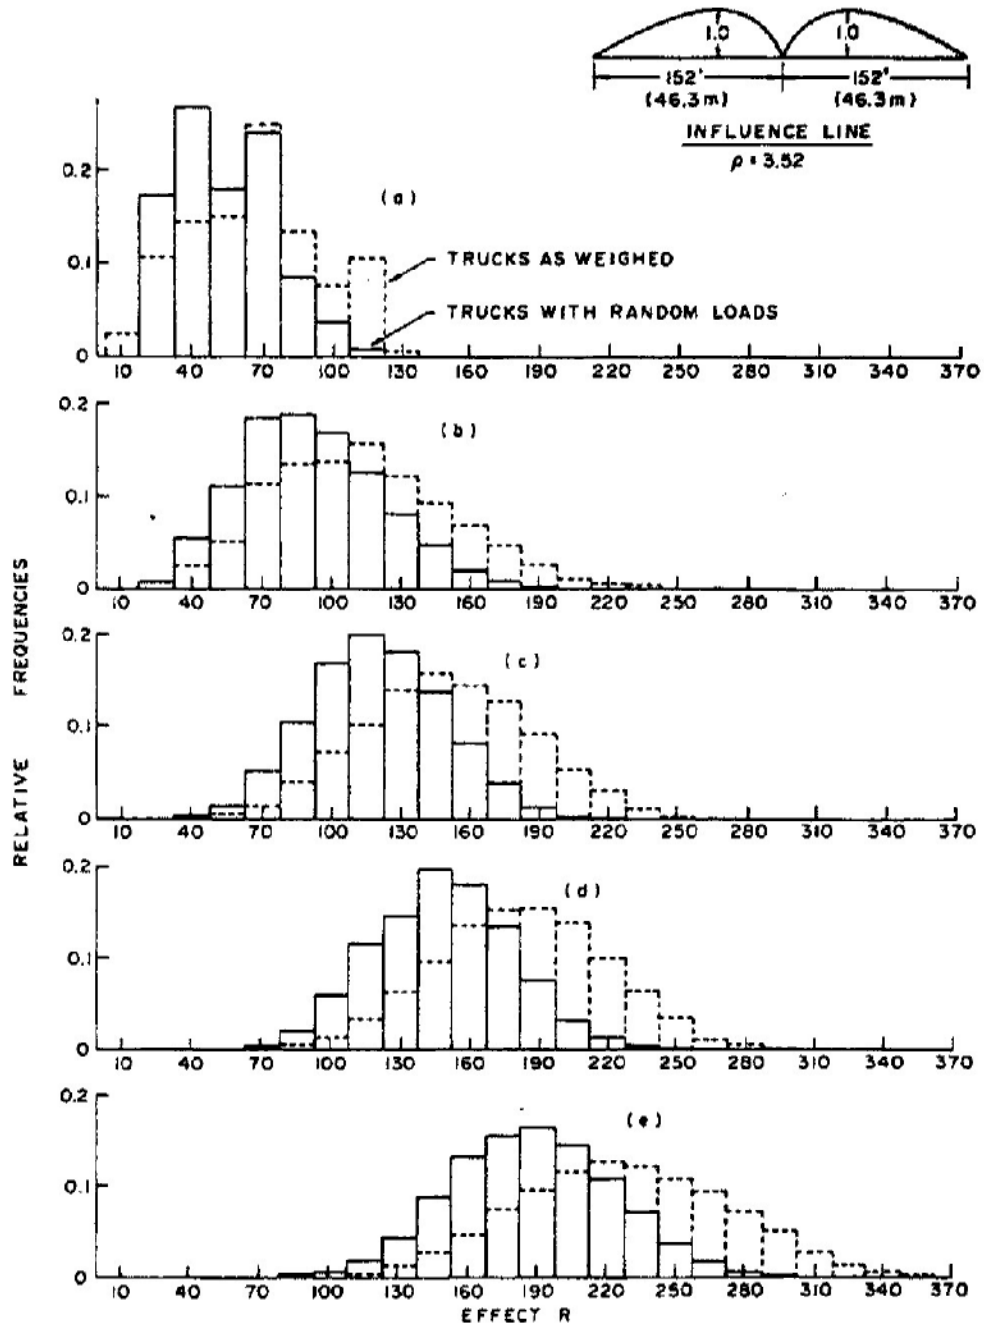 1.0 1.0
152' 152'
(46.3m) (46.3m)
INFLUENCE LINE
ρ = 3.52
RELATIVE FREQUENCIES
(a)
TRUCKS AS WEIGHED
TRUCKS WITH RANDOM LOADS
0.2
0.1
0
10 40 70 100 130 160 190 220 250 280 310 340 370
(b)
0.2
0.1
0
10 40 70 100 130 160 190 220 250 280 310 340 370
(c)
0.2
0.1
0
10 40 70 100 130 160 190 220 250 280 310 340 370
(d)
0.2
0.1
0
10 40 70 100 130 160 190 220 250 280 310 340 370
(e)
0.2
0.1
0
10 40 70 100 130 160 190 220 250 280 310 340 370
EFFECT R